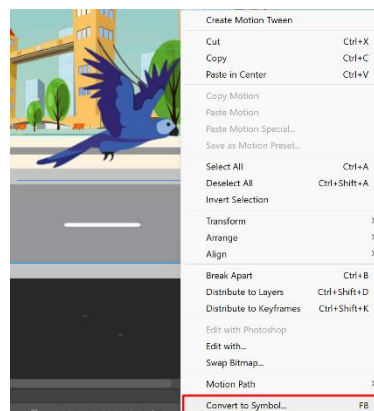 Create Motion Tween
Cut Ctrl+X
Copy Ctrl+C
Paste in Center Ctrl+V
Copy Motion
Paste Motion
Paste Motion Special...
Save as Motion Preset...
Select All Ctrl+A
Deselect All Ctrl+Shift+A
Invert Selection
Transform
Arrange
Align
Break Apart Ctrl+B
Distribute to Layers Ctrl+Shift+D
Distribute to Keyframes Ctrl+Shift+K
Edit with Photoshop
Edit with...
Swap Bitmap...
Motion Path
Convert to Symbol... F8